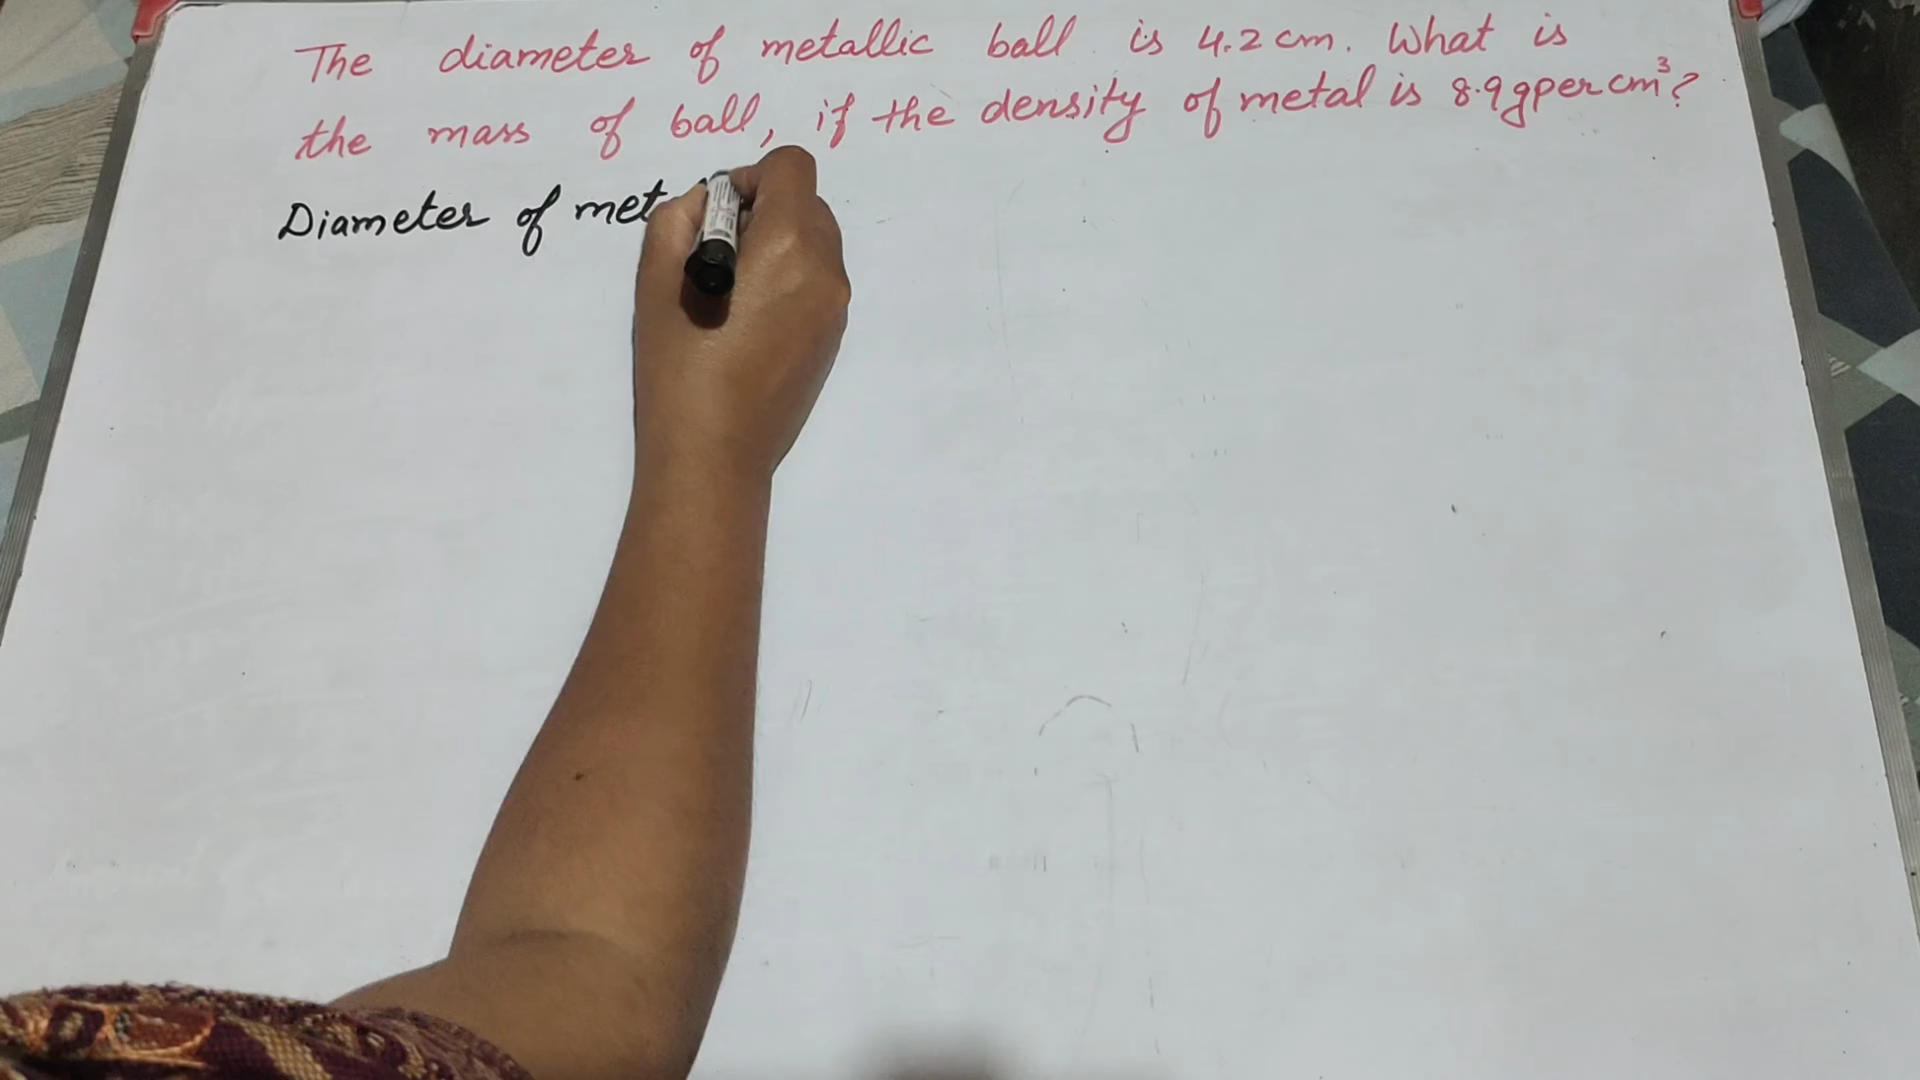 The diameter of metallic ball is 4.2 cm. What is
the mass of ball, if the density of metal is 8.9g per cm³?
Diameter of met